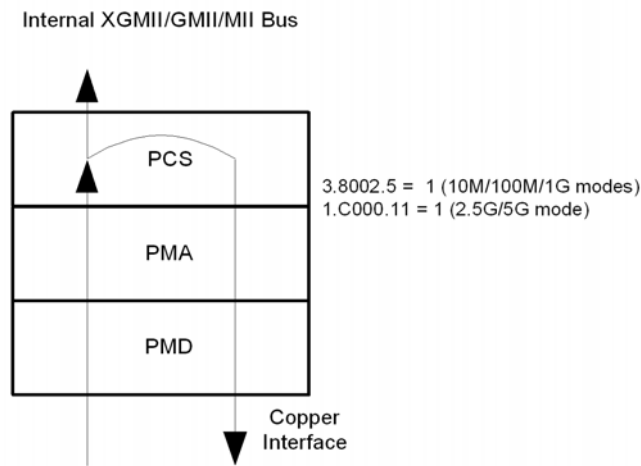 Internal XGMII/GMII/MII Bus
PCS
3.8002.5 = 1 (10M/100M/1G modes)
1.C000.11 = 1 (2.5G/5G mode)
PMA
PMD
Copper
Interface